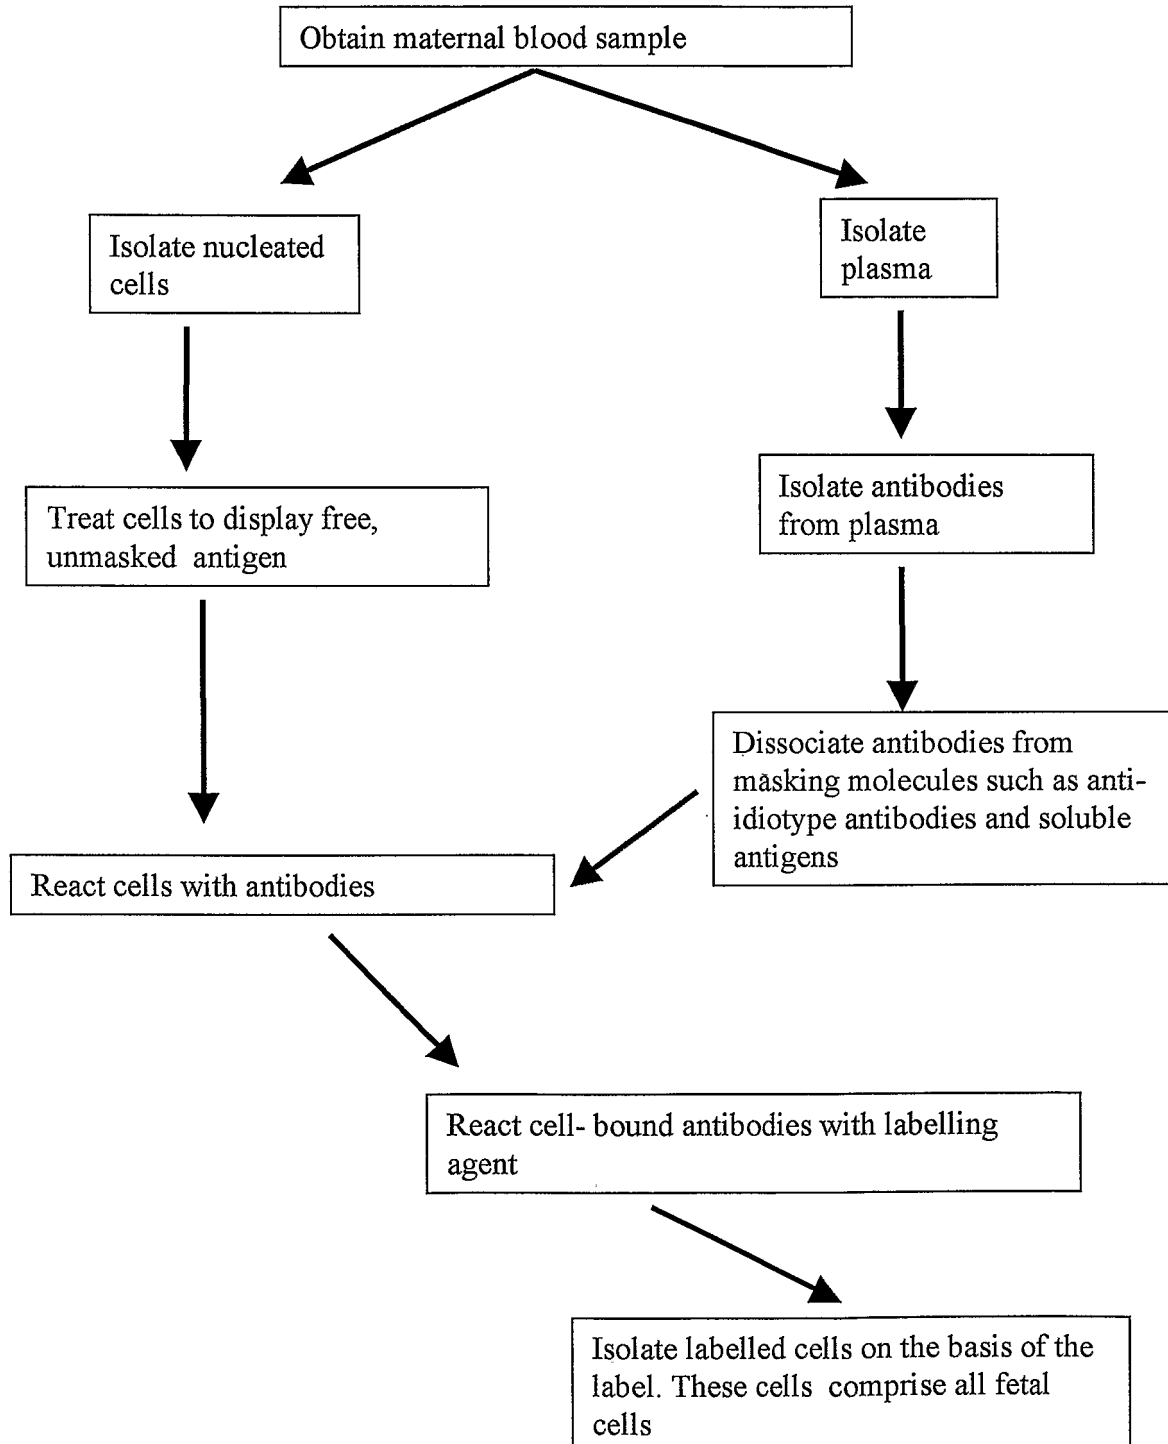 Obtain maternal blood sample
Isolate nucleated
cells
Isolate
plasma
Treat cells to display free,
unmasked antigen
Isolate antibodies
from plasma
Dissociate antibodies from
masking molecules such as anti-
idiotype antibodies and soluble
antigens
React cells with antibodies
React cell- bound antibodies with labelling
agent
Isolate labelled cells on the basis of the
label. These cells comprise all fetal
cells